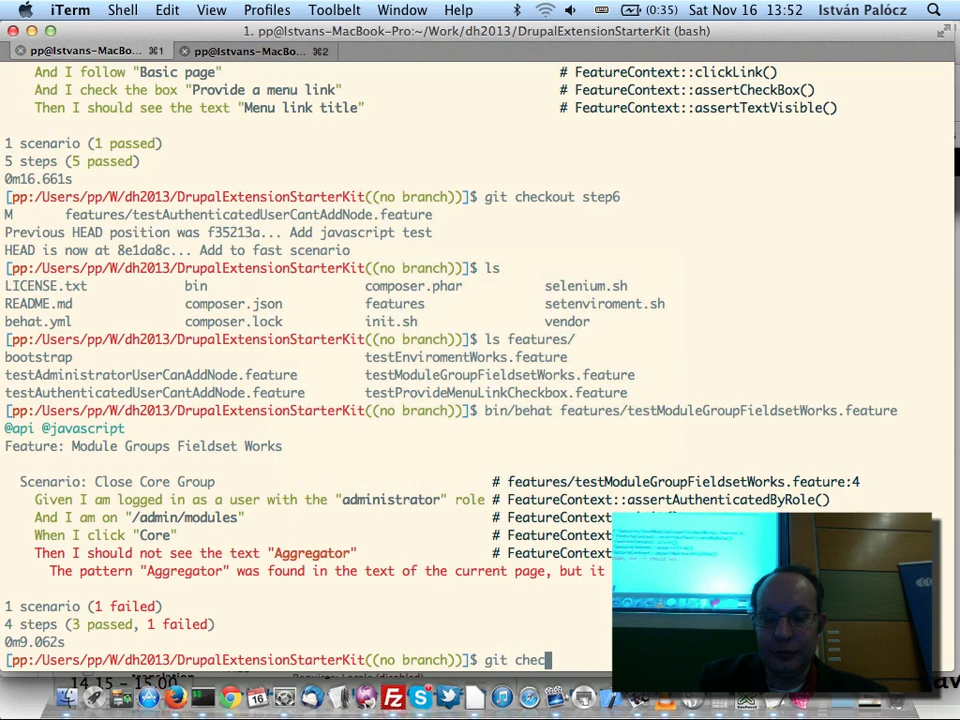 iTerm Shell Edit View Profiles Toolbelt Window Help (0:35) Sat Nov 16 13:52 István Palócz
1. pp@Istvans-MacBook-Pro:~/Work/dh2013/DrupalExtensionStarterKit (bash)
pp@Istvans-MacBo... ⌘1 pp@Istvans-MacBo... ⌘2
And I follow "Basic page" # FeatureContext::clickLink()
And I check the box "Provide a menu link" # FeatureContext::assertCheckBox()
Then I should see the text "Menu link title" # FeatureContext::assertTextVisible()
1 scenario (1 passed)
5 steps (5 passed)
0m16.661s
[pp:/Users/pp/W/dh2013/DrupalExtensionStarterKit((no branch))]$ git checkout step6
M features/testAuthenticatedUserCantAddNode.feature
Previous HEAD position was f35213a... Add javascript test
HEAD is now at 8e1da8c... Add to fast scenario
[pp:/Users/pp/W/dh2013/DrupalExtensionStarterKit((no branch))]$ ls
LICENSE.txt bin composer.phar selenium.sh
README.md composer.json features setenviroment.sh
behat.yml composer.lock init.sh vendor
[pp:/Users/pp/W/dh2013/DrupalExtensionStarterKit((no branch))]$ ls features/
bootstrap testEnviromentWorks.feature
testAdministratorUserCanAddNode.feature testModuleGroupFieldsetWorks.feature
testAuthenticatedUserCantAddNode.feature testProvideMenuLinkCheckbox.feature
[pp:/Users/pp/W/dh2013/DrupalExtensionStarterKit((no branch))]$ bin/behat features/testModuleGroupFieldsetWorks.feature
@api @javascript
Feature: Module Groups Fieldset Works
Scenario: Close Core Group # features/testModuleGroupFieldsetWorks.feature:4
Given I am logged in as a user with the "administrator" role # FeatureContext::assertAuthenticatedByRole()
And I am on "/admin/modules" # FeatureContext
When I click "Core" # FeatureContext
Then I should not see the text "Aggregator" # FeatureContext
The pattern "Aggregator" was found in the text of the current page, but it
1 scenario (1 failed)
4 steps (3 passed, 1 failed)
0m9.062s
[pp:/Users/pp/W/dh2013/DrupalExtensionStarterKit((no branch))]$ git chec
14.15 - 15.00